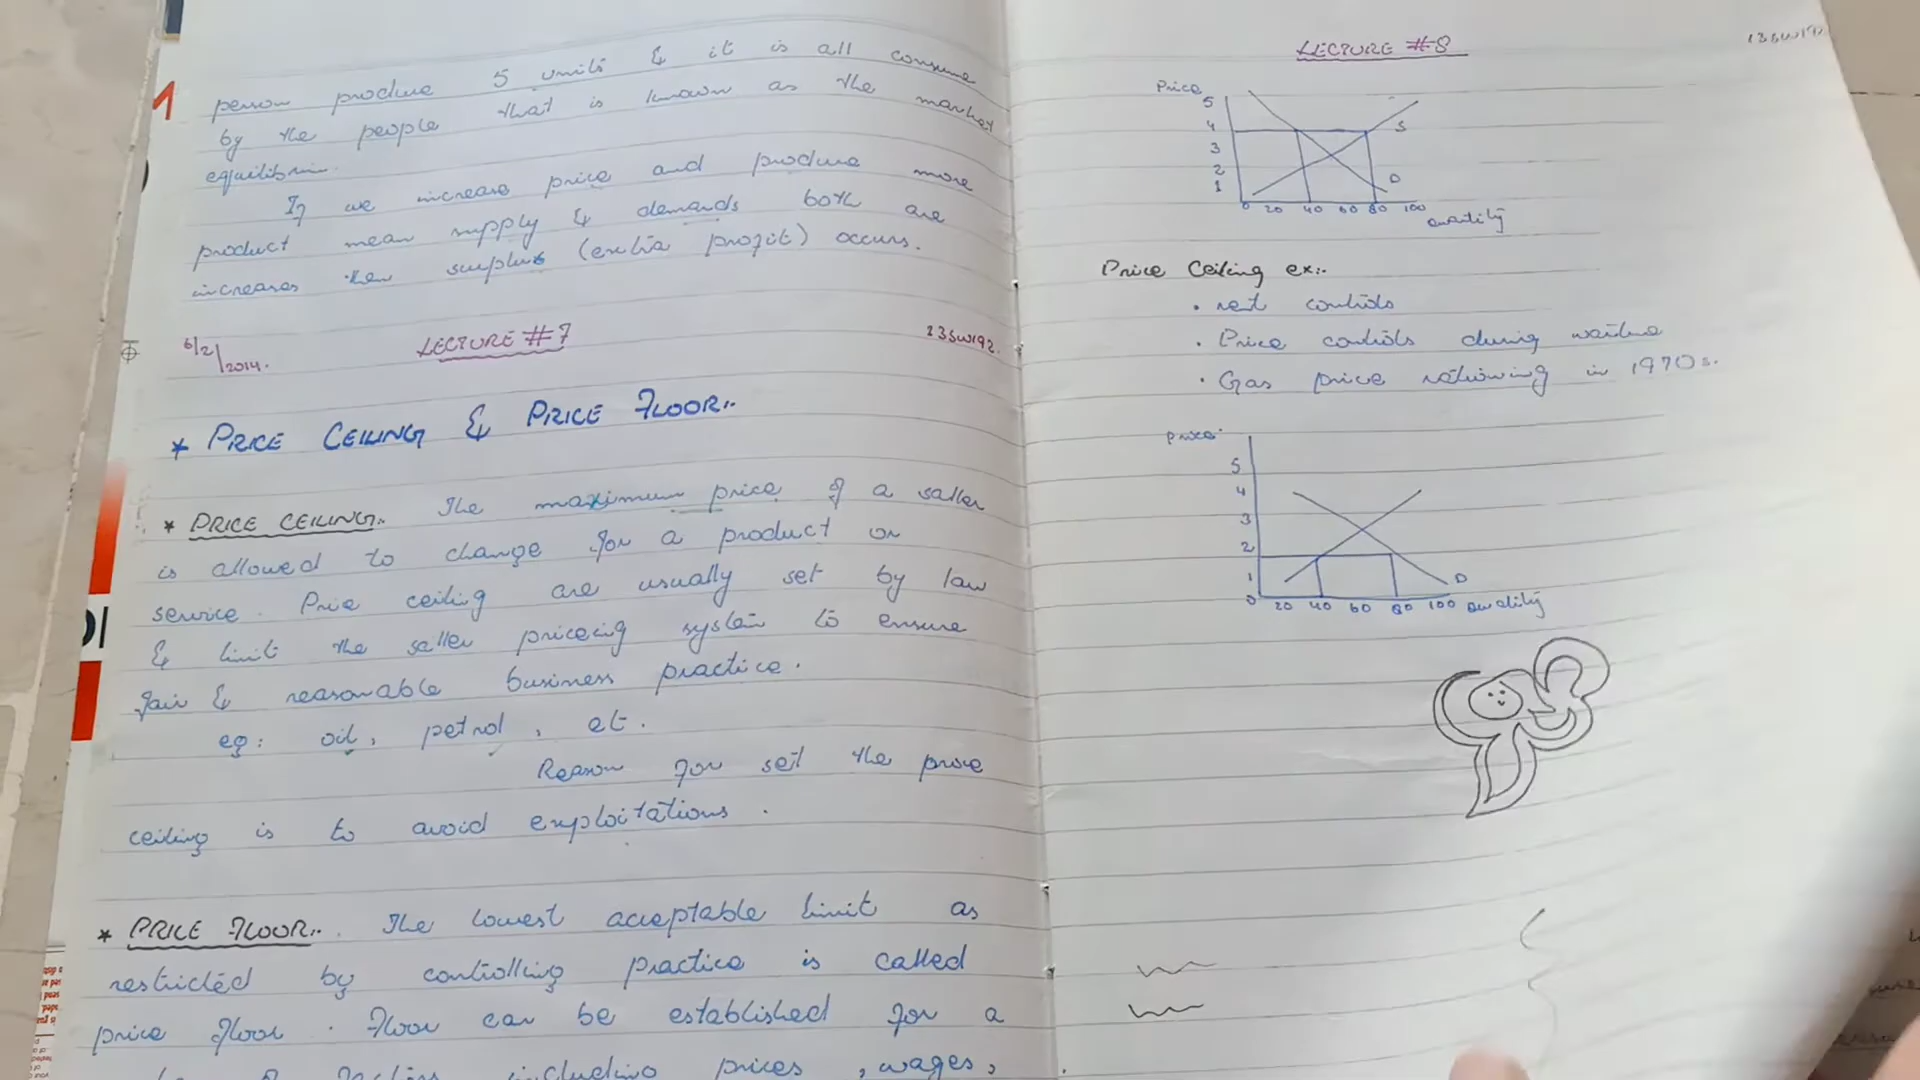 person produce 5 units & it is all consume
by the people that is known as the market
equilibrium.
If we increase price and produce more
product mean supply & demands both are
increases then surplus (extra profit) occurs.
6/2/2014.
LECTURE #7
23SW192.
* PRICE CEILING & PRICE FLOOR:.
* PRICE CEILING:. The maximum price of a saller
is allowed to change for a product or
service. Price ceiling are usually set by law
& limit the saller priceing system to ensure
fair & reasonable business practice.
eg: oil, petrol, et.
Reason for set the price
ceiling is to avoid exploitations.
* PRICE FLOOR:. The lowest acceptable limit as
restricted by controlling practice is called
price floor. Floor can be established for a
including prices, wages,
LECTURE #8
Price
5
4
3
2
1
S
D
0 20 40 60 80 100
Quantity
Price Ceiling ex:.
• rent controls
• Price controls during wartime
• Gas price rationing in 1970s.
Price
5
4
3
2
1
D
0 20 40 60 80 100 Quality